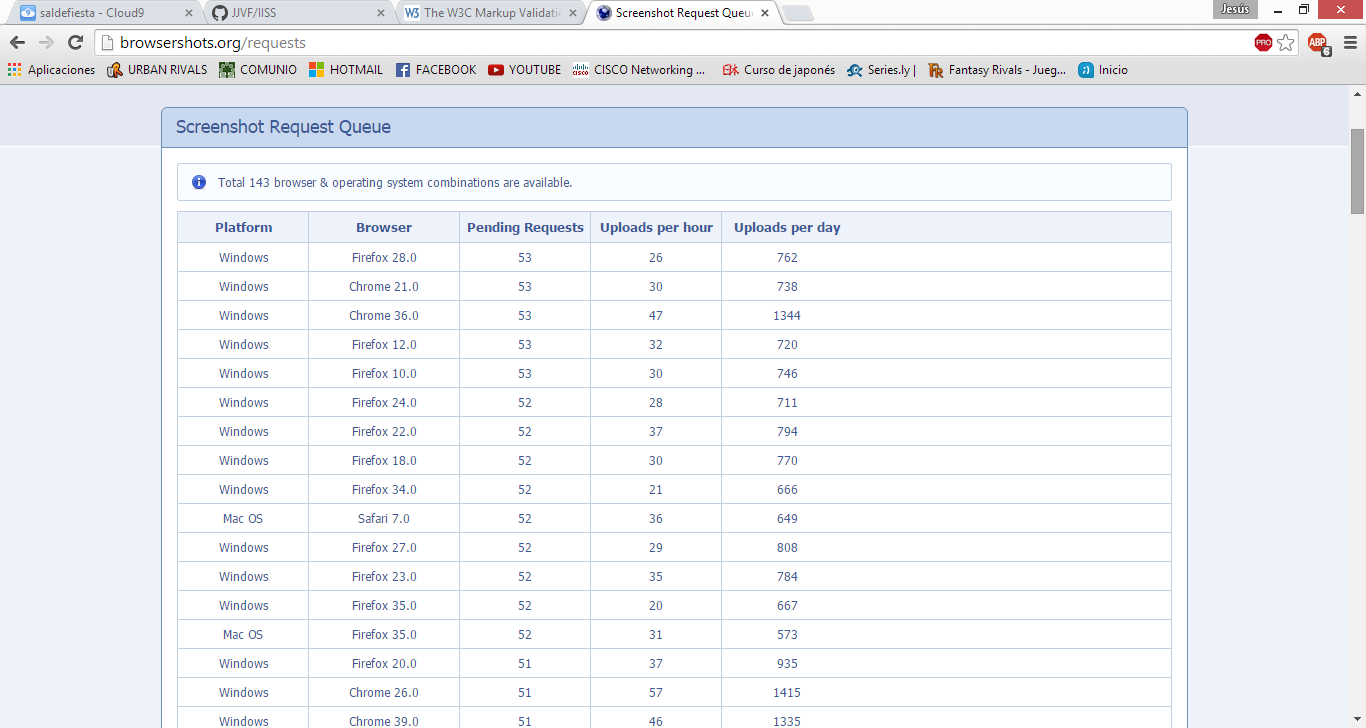 saldefiesta - Cloud9
JJVF/IISS
The W3C Markup Validati
Screenshot Request Queu
Jesús
browsershots.org/requests
PRO
ABP
6
Aplicaciones URBAN RIVALS COMUNIO HOTMAIL FACEBOOK YOUTUBE CISCO Networking ... Curso de japonés Series.ly | Fantasy Rivals - Jueg... Inicio
Screenshot Request Queue
Total 143 browser & operating system combinations are available.
Platform Browser Pending Requests Uploads per hour Uploads per day
Windows Firefox 28.0 53 26 762
Windows Chrome 21.0 53 30 738
Windows Chrome 36.0 53 47 1344
Windows Firefox 12.0 53 32 720
Windows Firefox 10.0 53 30 746
Windows Firefox 24.0 52 28 711
Windows Firefox 22.0 52 37 794
Windows Firefox 18.0 52 30 770
Windows Firefox 34.0 52 21 666
Mac OS Safari 7.0 52 36 649
Windows Firefox 27.0 52 29 808
Windows Firefox 23.0 52 35 784
Windows Firefox 35.0 52 20 667
Mac OS Firefox 35.0 52 31 573
Windows Firefox 20.0 51 37 935
Windows Chrome 26.0 51 57 1415
Windows Chrome 39.0 51 46 1335